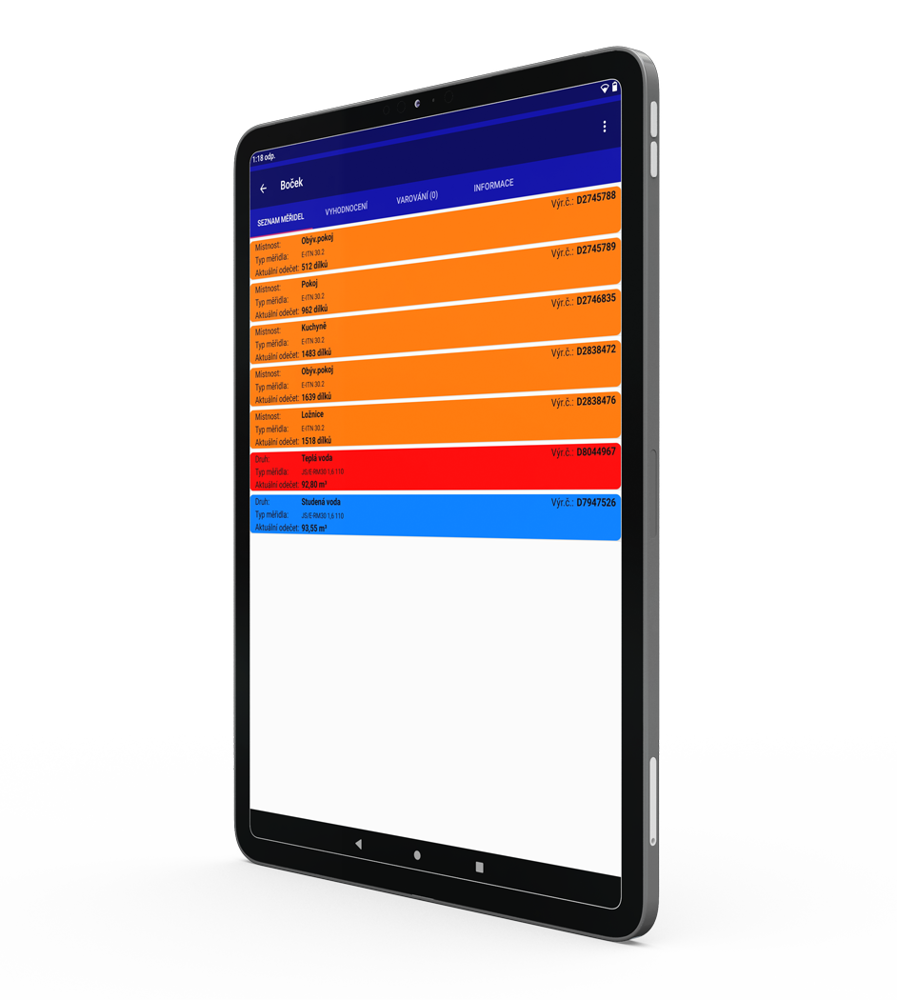 1:18 odp.
Boček
SEZNAM MĚŘIDEL VYHODNOCENÍ VAROVÁNÍ (0) INFORMACE
Místnost: Obýv.pokoj Výr.č.: D2745788
Typ měřidla: E-ITN 30.2
Aktuální odečet: 512 dílků
Místnost: Pokoj Výr.č.: D2745789
Typ měřidla: E-ITN 30.2
Aktuální odečet: 962 dílků
Místnost: Kuchyně Výr.č.: D2746835
Typ měřidla: E-ITN 30.2
Aktuální odečet: 1483 dílků
Místnost: Obýv.pokoj Výr.č.: D2838472
Typ měřidla: E-ITN 30.2
Aktuální odečet: 1639 dílků
Místnost: Ložnice Výr.č.: D2838476
Typ měřidla: E-ITN 30.2
Aktuální odečet: 1518 dílků
Druh: Teplá voda Výr.č.: D8044967
Typ měřidla: JS/E-RM30 1,6 110
Aktuální odečet: 92,80 m³
Druh: Studená voda Výr.č.: D7947526
Typ měřidla: JS/E-RM30 1,6 110
Aktuální odečet: 93,55 m³